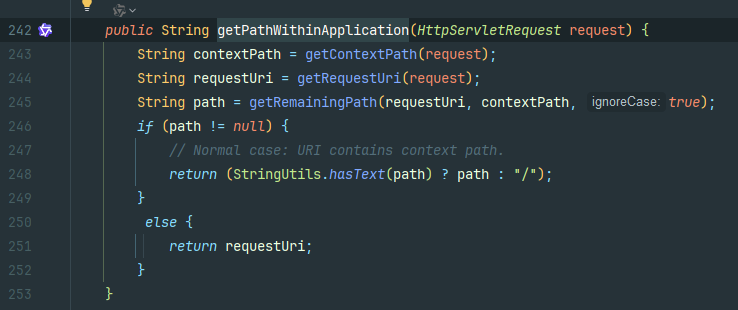 242 public String getPathWithinApplication(HttpServletRequest request) {
243 String contextPath = getContextPath(request);
244 String requestUri = getRequestUri(request);
245 String path = getRemainingPath(requestUri, contextPath, ignoreCase: true);
246 if (path != null) {
247 // Normal case: URI contains context path.
248 return (StringUtils.hasText(path) ? path : "/");
249 }
250 else {
251 return requestUri;
252 }
253 }